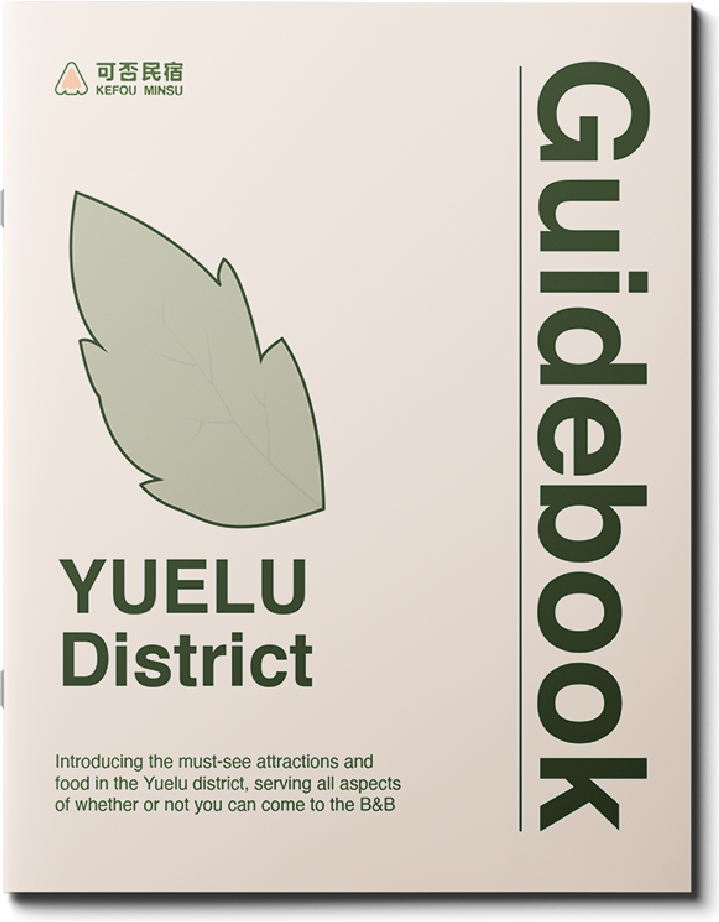 可否民宿
KEFOU MINSU
Guidebook
YUELU
District
Introducing the must-see attractions and
food in the Yuelu district, serving all aspects
of whether or not you can come to the B&B